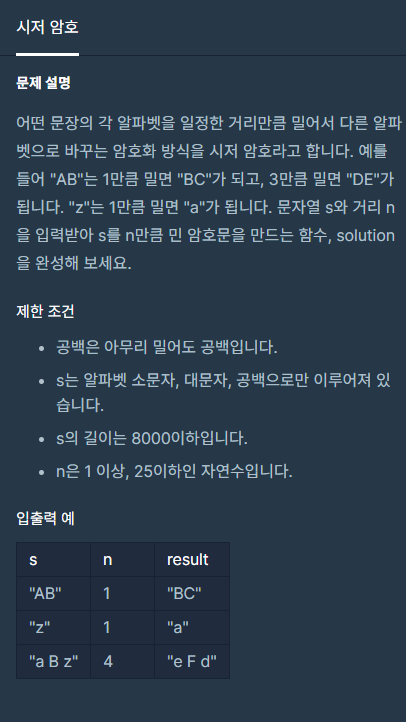 시저 암호
문제 설명
어떤 문장의 각 알파벳을 일정한 거리만큼 밀어서 다른 알파
벳으로 바꾸는 암호화 방식을 시저 암호라고 합니다. 예를
들어 "AB"는 1만큼 밀면 "BC"가 되고, 3만큼 밀면 "DE"가
됩니다. "z"는 1만큼 밀면 "a"가 됩니다. 문자열 s와 거리 n
을 입력받아 s를 n만큼 민 암호문을 만드는 함수, solution
을 완성해 보세요.
제한 조건
• 공백은 아무리 밀어도 공백입니다.
• s는 알파벳 소문자, 대문자, 공백으로만 이루어져 있
습니다.
• s의 길이는 8000이하입니다.
• n은 1 이상, 25이하인 자연수입니다.
입출력 예
s n result
"AB" 1 "BC"
"z" 1 "a"
"a B z" 4 "e F d"